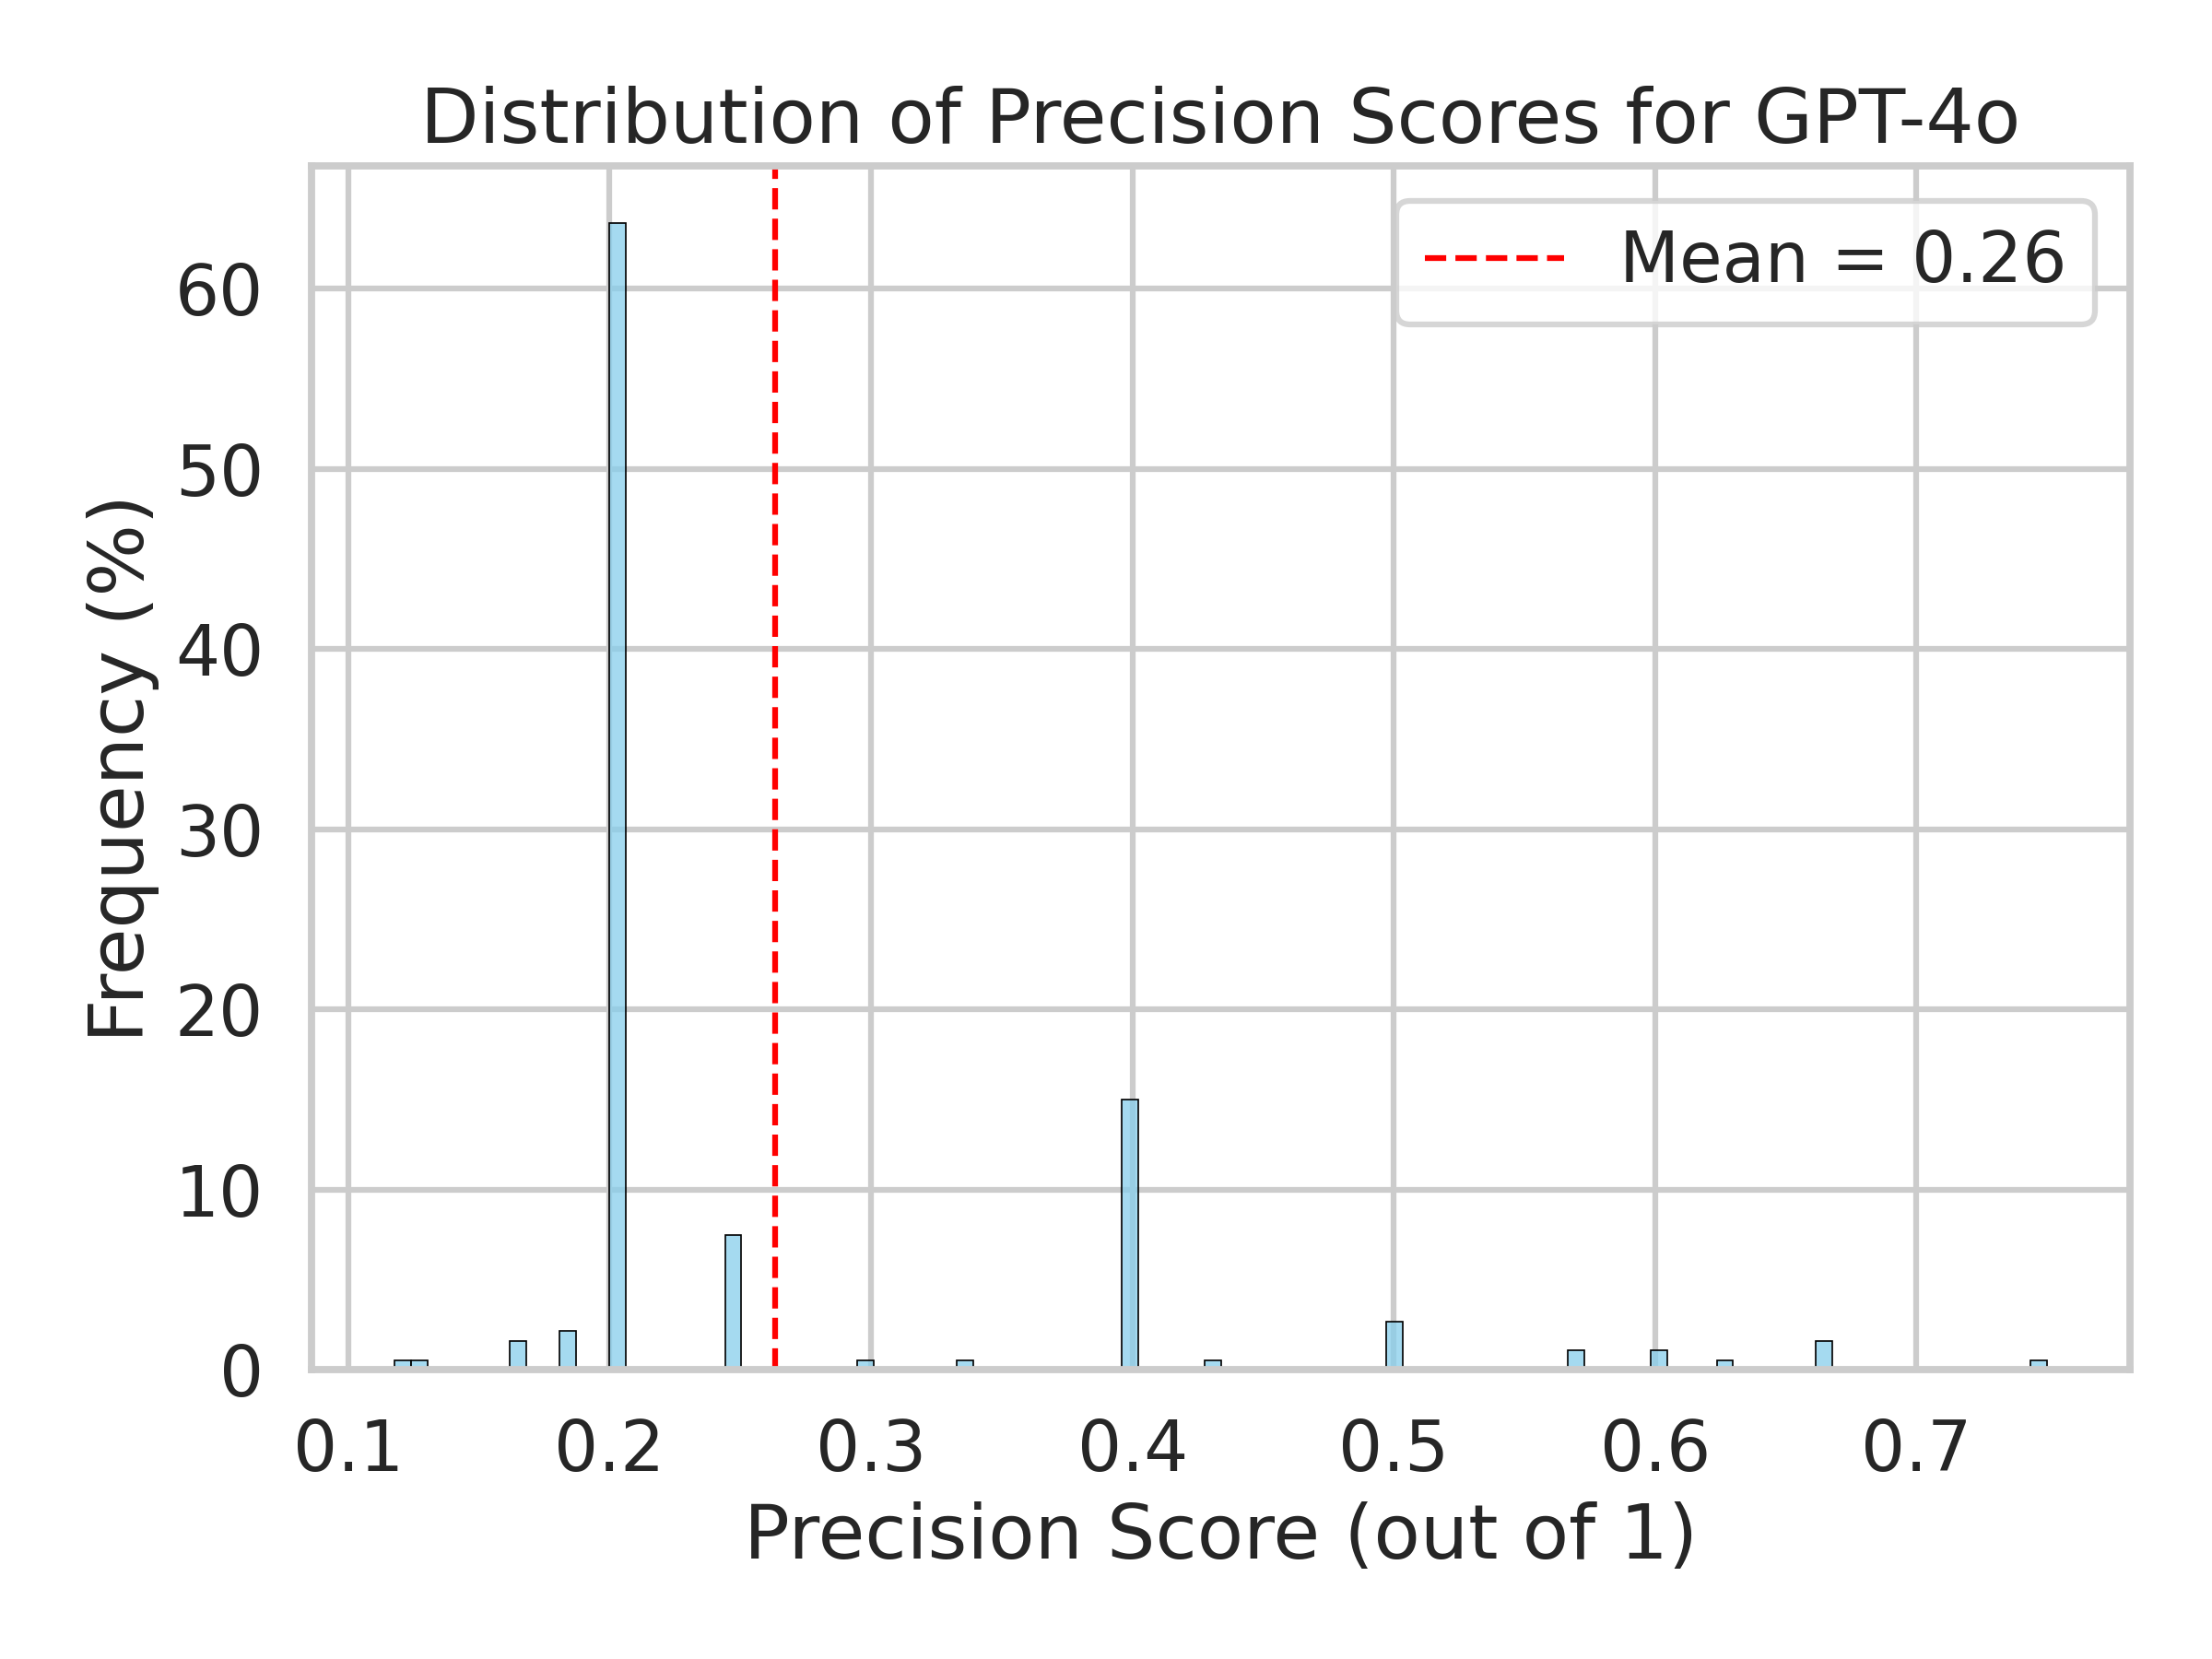 Distribution of Precision Scores for GPT-4o
Mean = 0.26
Frequency (%)
60
50
40
30
20
10
0
0.1 0.2 0.3 0.4 0.5 0.6 0.7
Precision Score (out of 1)